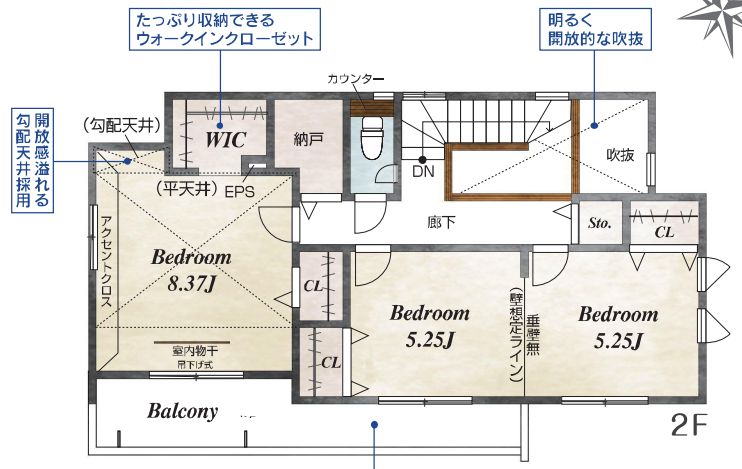 たっぷり収納できる
ウォークインクローゼット
明るく
開放的な吹抜
開放感溢れる
勾配天井採用
(勾配天井)
WIC
納戸
カウンター
吹抜
(平天井)
EPS
DN
廊下
Sto.
CL
アクセントクロス
Bedroom
8.37J
CL
Bedroom
5.25J
垂壁無
(壁想定ライン)
Bedroom
5.25J
室内物干
吊下げ式
CL
Balcony
2F